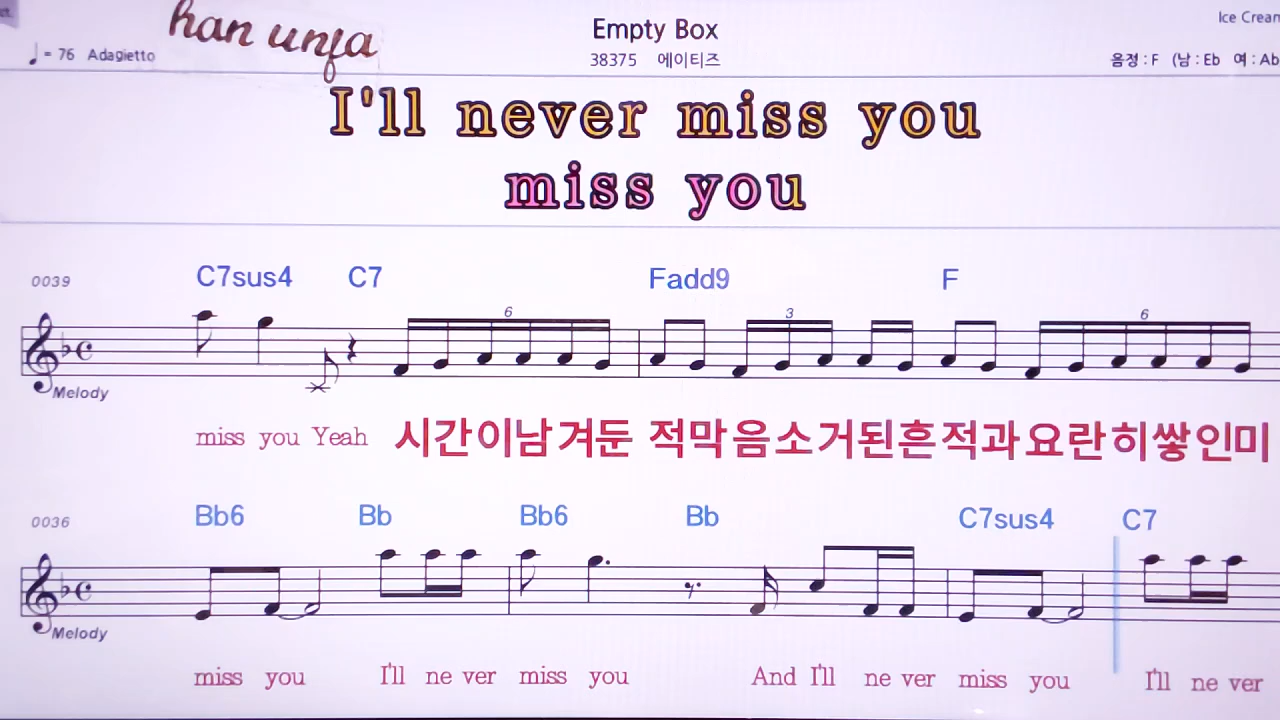 han unja
Empty Box
Ice Cream
= 76 Adagietto
38375 에이티즈
음정 : F (남 : Eb 여 : Ab
I'll never miss you
miss you
0039
C7sus4 C7 Fadd9 F
6 3 6
Melody
miss you Yeah 시간이남겨둔 적막음소거된흔적과요란히쌓인미
0036
Bb6 Bb Bb6 Bb C7sus4 C7
Melody
miss you I'll ne ver miss you And I'll ne ver miss you I'll ne ver